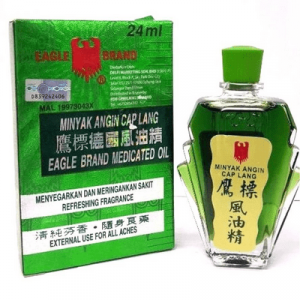 24ml
EAGLE BRAND
MAL 19970043X
MINYAK ANGIN CAP LANG
鷹標德國風油精
EAGLE BRAND MEDICATED OIL
MENYEGARKAN DAN MERINGANKAN SAKIT
REFRESHING FRAGRANCE
清純芬香・隨身良藥
EXTERNAL USE FOR ALL ACHES
MINYAK ANGIN
CAP LANG
鷹標
風油精